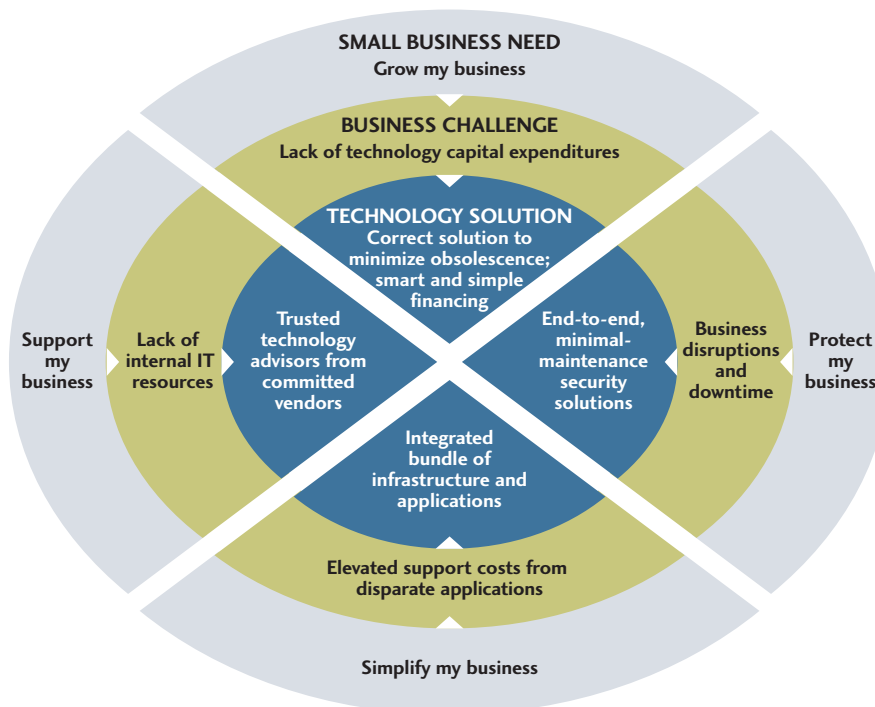 SMALL BUSINESS NEED
Grow my business
BUSINESS CHALLENGE
Lack of technology capital expenditures
TECHNOLOGY SOLUTION
Correct solution to
minimize obsolescence;
smart and simple
financing
Support
my
business
Lack of
internal IT
resources
Trusted
technology
advisors from
committed
vendors
End-to-end,
minimal-
maintenance
security
solutions
Business
disruptions
and
downtime
Protect
my
business
Integrated
bundle of
infrastructure and
applications
Elevated support costs from
disparate applications
Simplify my business